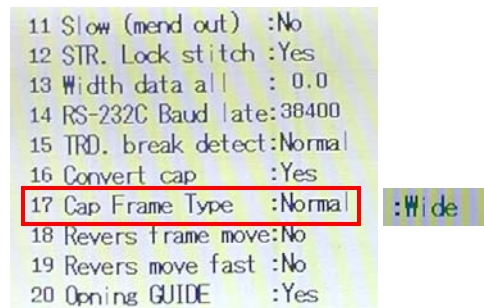 11 Slow (mend out) :No
12 STR. Lock stitch :Yes
13 Width data all : 0.0
14 RS-232C Baud late:38400
15 TRD. break detect:Normal
16 Convert cap :Yes
17 Cap Frame Type :Normal :Wide
18 Revers frame move:No
19 Revers move fast :No
20 Opning GUIDE :Yes